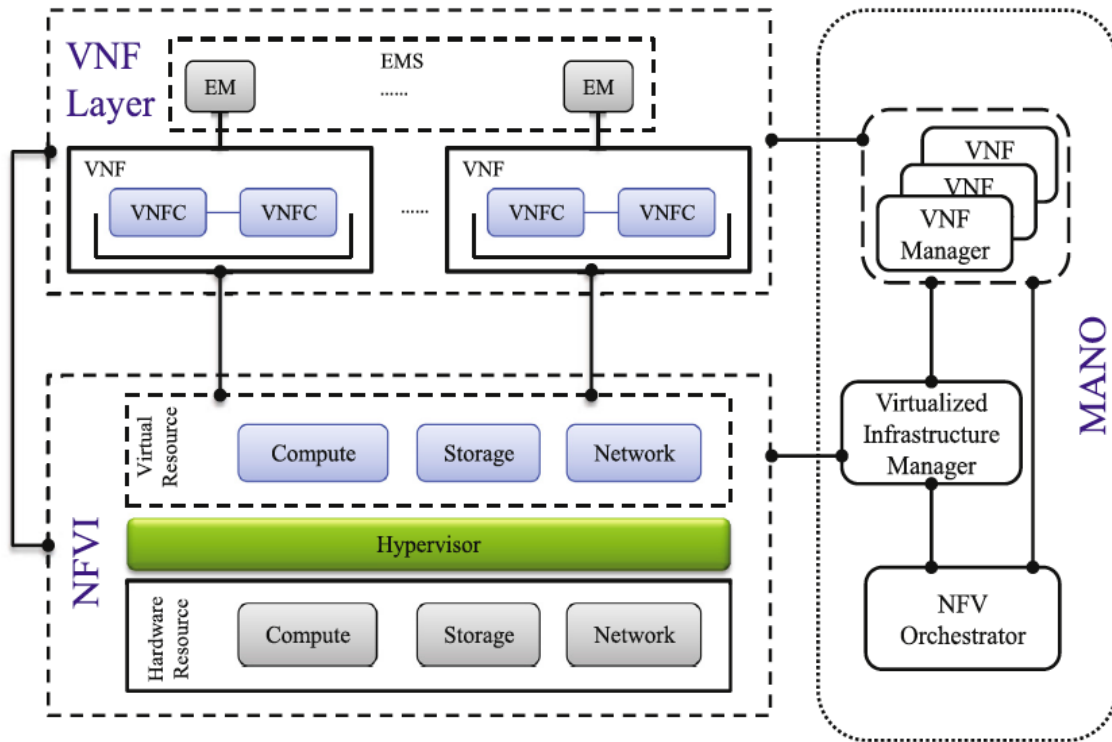 VNF
Layer
EMS
EM
......
EM
VNF
VNFC
VNFC
......
VNF
VNFC
VNFC
NFVI
Virtual
Resource
Compute
Storage
Network
Hypervisor
Hardware
Resource
Compute
Storage
Network
MANO
VNF
VNF
VNF
Manager
Virtualized
Infrastructure
Manager
NFV
Orchestrator